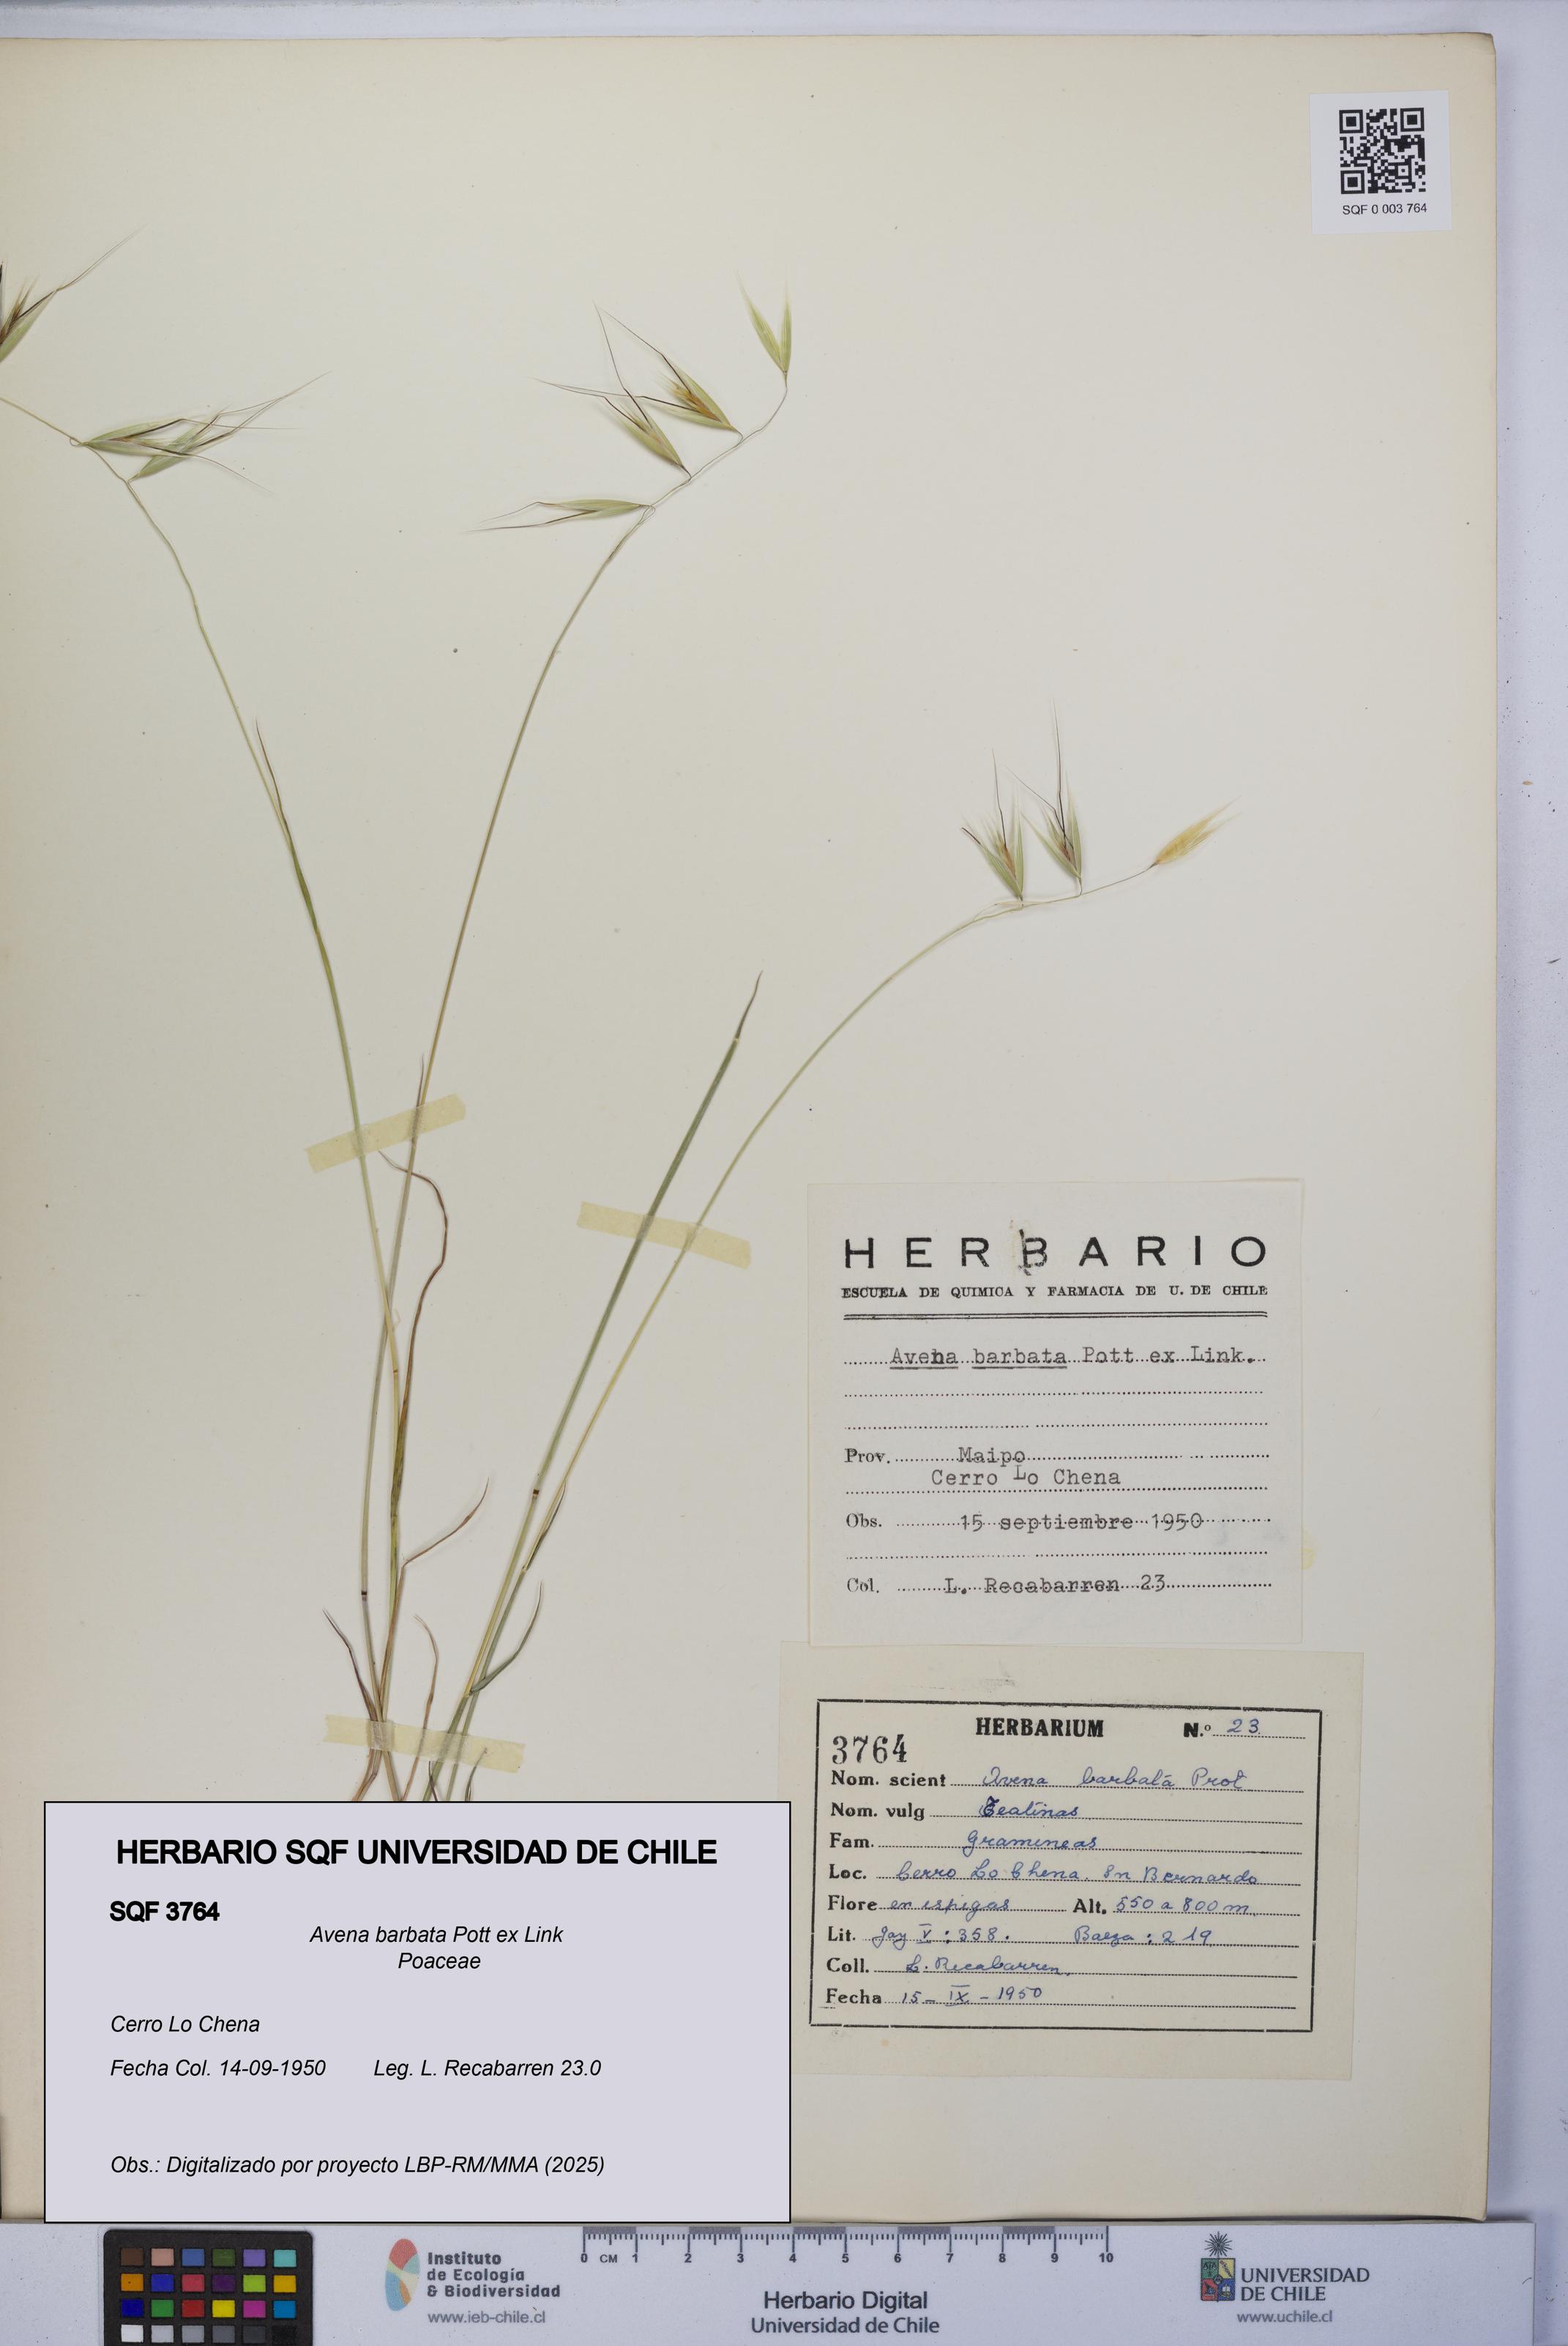 SQF 0 003 764
HERBARIO
ESCUELA DE QUIMICA Y FARMACIA DE U. DE CHILE
Avena barbata Pott ex Link.
Prov. Maipo
Cerro Lo Chena
Obs. 15 septiembre 1950
Col. L. Recabarren 23
HERBARIUM N.º 23
3764
Nom. scient Avena barbata Prot
Nom. vulg Teatinas
Fam. Gramineas
Loc. Cerro Lo Chena. Sn Bernardo
Flore en espigas Alt. 550 a 800 m.
Lit. Gay V : 358. Baeza : 219
Coll. L. Recabarren.
Fecha 15 - IX - 1950
HERBARIO SQF UNIVERSIDAD DE CHILE
SQF 3764
Avena barbata Pott ex Link
Poaceae
Cerro Lo Chena
Fecha Col. 14-09-1950 Leg. L. Recabarren 23.0
Obs.: Digitalizado por proyecto LBP-RM/MMA (2025)
Instituto
de Ecología
& Biodiversidad
www.ieb-chile.cl
0 CM 1 2 3 4 5 6 7 8 9 10
Herbario Digital
Universidad de Chile
UNIVERSIDAD
DE CHILE
www.uchile.cl